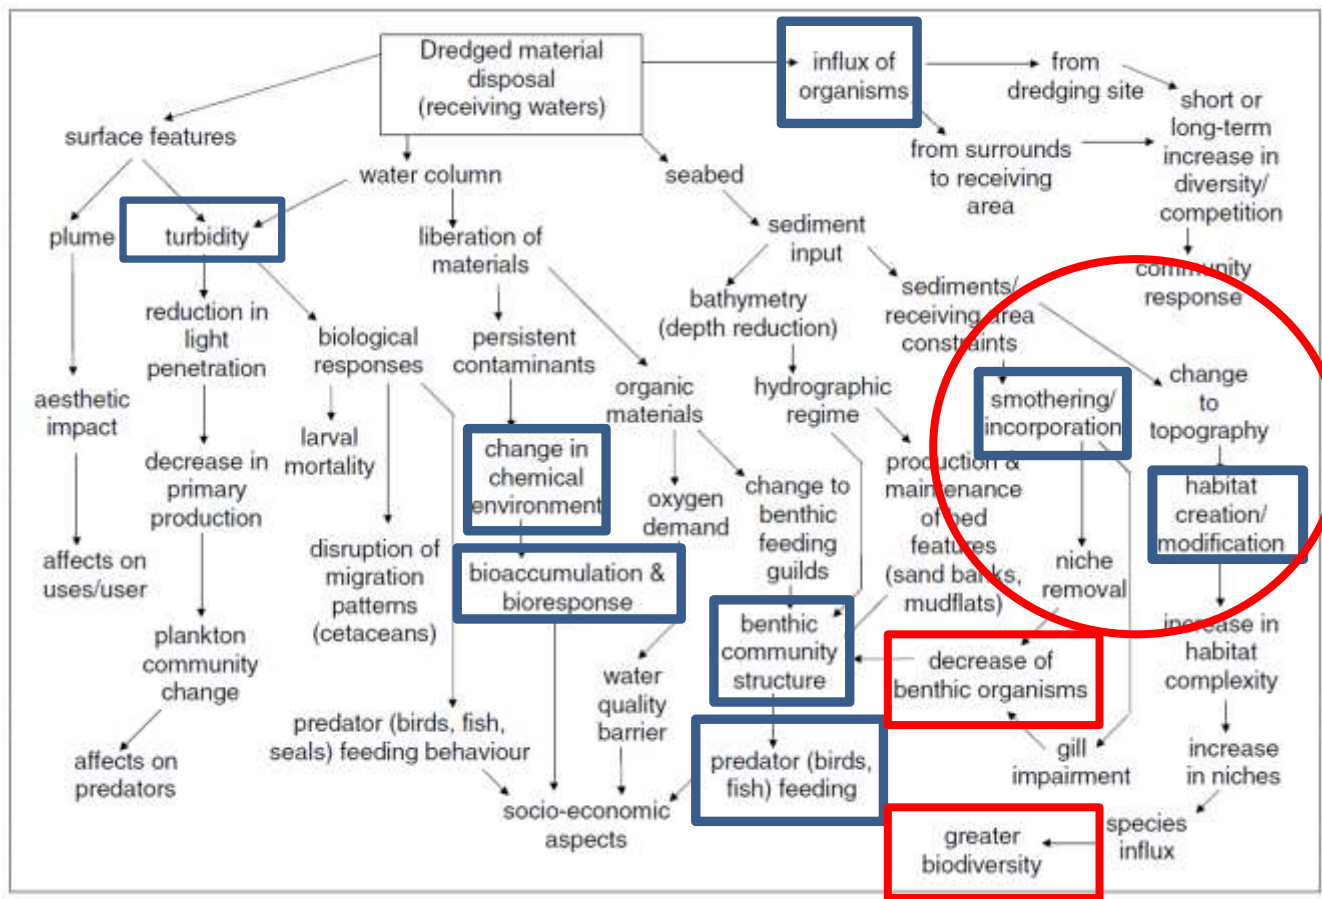 Dredged material
disposal
(receiving waters)
influx of
organisms
from
dredging site
short or
long-term
increase in
diversity/
competition
from surrounds
to receiving
area
community
response
surface features
water column
seabed
plume
turbidity
liberation of
materials
sediment
input
aesthetic
impact
affects on
uses/user
reduction in
light
penetration
decrease in
primary
production
plankton
community
change
affects on
predators
biological
responses
larval
mortality
disruption of
migration
patterns
(cetaceans)
predator (birds, fish,
seals) feeding behaviour
persistent
contaminants
change in
chemical
environment
bioaccumulation &
bioresponse
socio-economic
aspects
organic
materials
oxygen
demand
water
quality
barrier
change to
benthic
feeding
guilds
bathymetry
(depth reduction)
hydrographic
regime
production &
maintenance
of bed
features
(sand banks,
mudflats)
benthic
community
structure
predator (birds,
fish) feeding
sediments/
receiving area
constraints
smothering/
incorporation
niche
removal
decrease of
benthic organisms
gill
impairment
change
to
topography
habitat
creation/
modification
increase in
habitat
complexity
increase
in niches
species
influx
greater
biodiversity